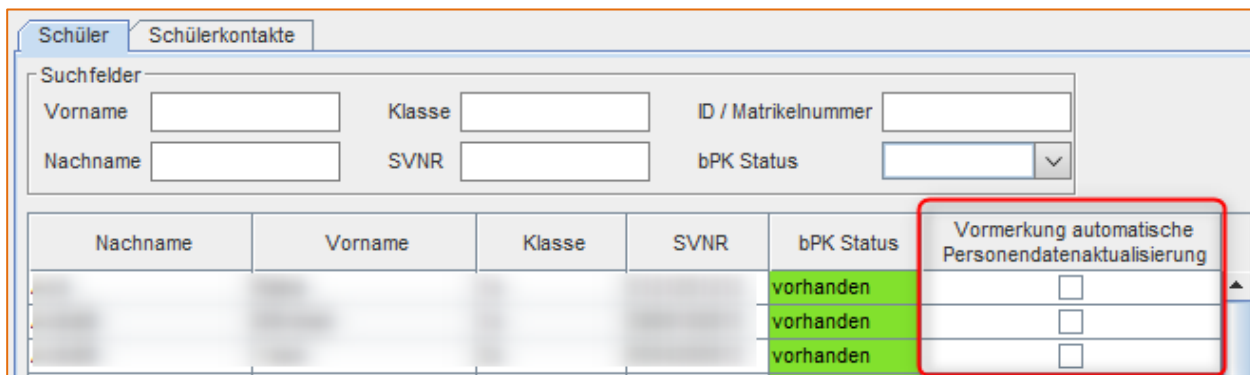 Schüler Schülerkontakte
Suchfelder
Vorname Klasse ID / Matrikelnummer
Nachname SVNR bPK Status
Nachname Vorname Klasse SVNR bPK Status Vormerkung automatische
Personendatenaktualisierung
vorhanden
vorhanden
vorhanden